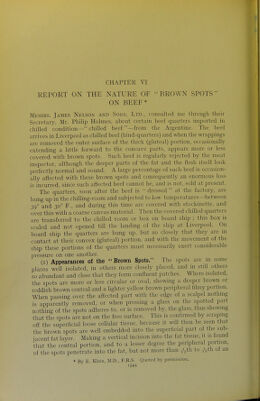 CHAPTER VI
REPORT ON THE NATURE OF "BROWN SPOTS"
ON BEEF*
MESSRS. JAMES NELSON AND SONS, LTD., consulted me through their
Secretary, Mr. Philip Holmes, about certain beef quarters imported in
chilled condition—"chilled beef"—from the Argentine. The beef
arrives in Liverpool as chilled beef (hind-quarters) and when the wrappings
are removed the outer surface of the thick (gluteal) portion, occasionally
extending a little forward to the concave parts, appears more or less
covered with brown spots. Such beef is regularly rejected by the meat
inspector, although the deeper parts of the fat and the flesh itself look
perfectly normal and sound. A large percentage of such beef is occasion-
ally affected with these brown spots and consequently an enormous loss
is incurred, since such affected beef cannot be, and is not, sold at present.
The quarters, soon after the beef is "dressed" at the factory, are
hung up in the chilling-room and subjected to low temperatures—between
29° and 30° F., and during this time are covered with stockinette, and
over this with a coarse canvas material. Then the covered chilled quarters
are transferred to the chilled room or box on board ship; this box is
sealed and not opened till the landing of the ship at Liverpool. On
board ship the quarters are hung up, but so closely that they are in
contact at their convex (gluteal) portion, and with the movement of the
ship these portions of the quarters must necessarily exert considerable
pressure on one another.
(1) Appearances of the "Brown Spots." The spots are in some
places well isolated, in others more closely placed, and in still others
so abundant and close that they form confluent patches. Where isolated,
the spots are more or less circular or oval, showing a deeper brown or
reddish brown central and a lighter yellow brown peripheral filmy portion.
When passing over the affected part with the edge of a scalpel nothing
is apparently removed, or when pressing a glass on the spotted part
nothing of the spots adheres to, or is removed by, the glass, thus showing
that the spots are not on the free surface. This is confirmed by scraping
off the superficial loose cellular tissue, because it will then be seen that
the brown spots are well embedded into the superficial part of the sub-
jacent fat layer. Making a vertical incision into the fat tissue, it is found
that the central portion, and to a lesser degree the peripheral portion,
of the spots penetrate into the fat, but not more than of an
* By E. Klein, M.D., F.R.S. Quoted by permission.